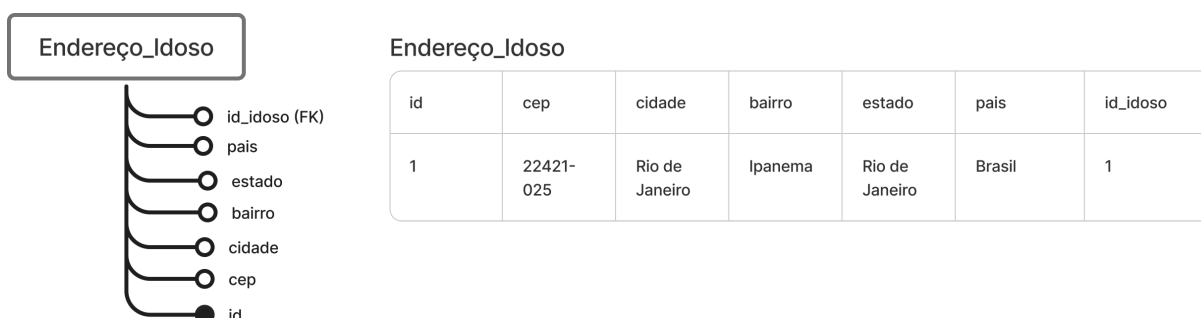 Endereço_Idoso
id_idoso (FK)
pais
estado
bairro
cidade
cep
id
Endereço_Idoso
id cep cidade bairro estado pais id_idoso
1 22421- Rio de Ipanema Rio de Brasil 1
025 Janeiro Janeiro